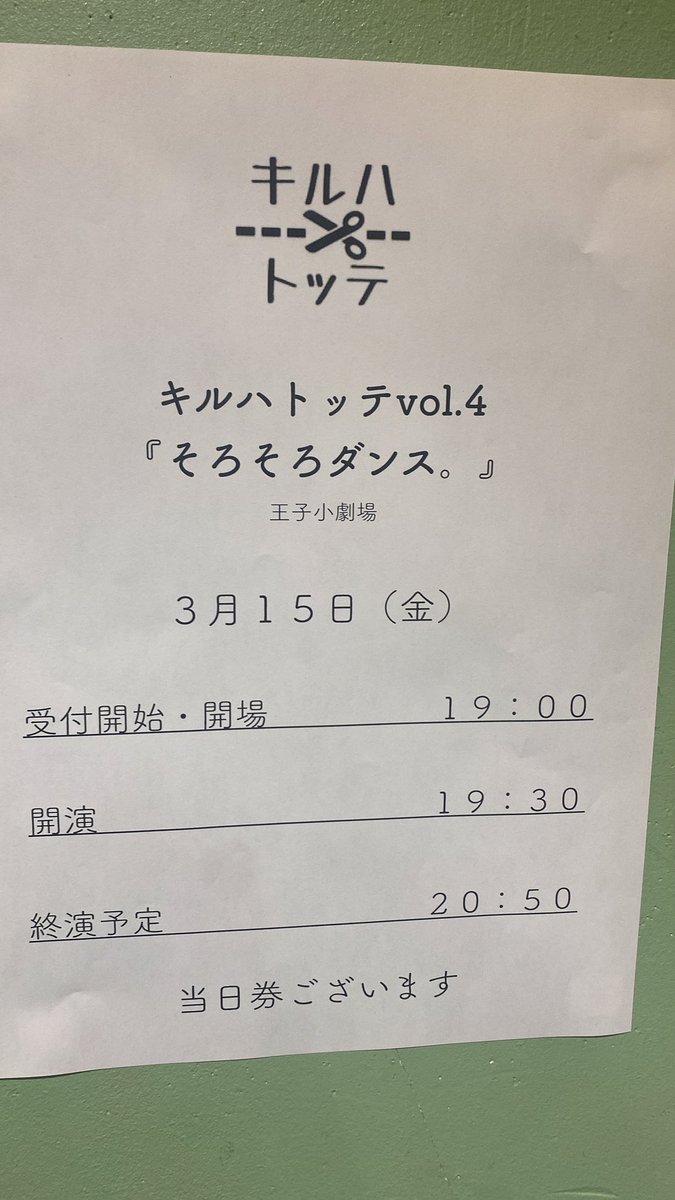 キルハ
トッテ
キルハトッテvol.4
『そろそろダンス。』
王子小劇場
３月１５日（金）
受付開始・開場 １９：００
開演 １９：３０
終演予定 ２０：５０
当日券ございます